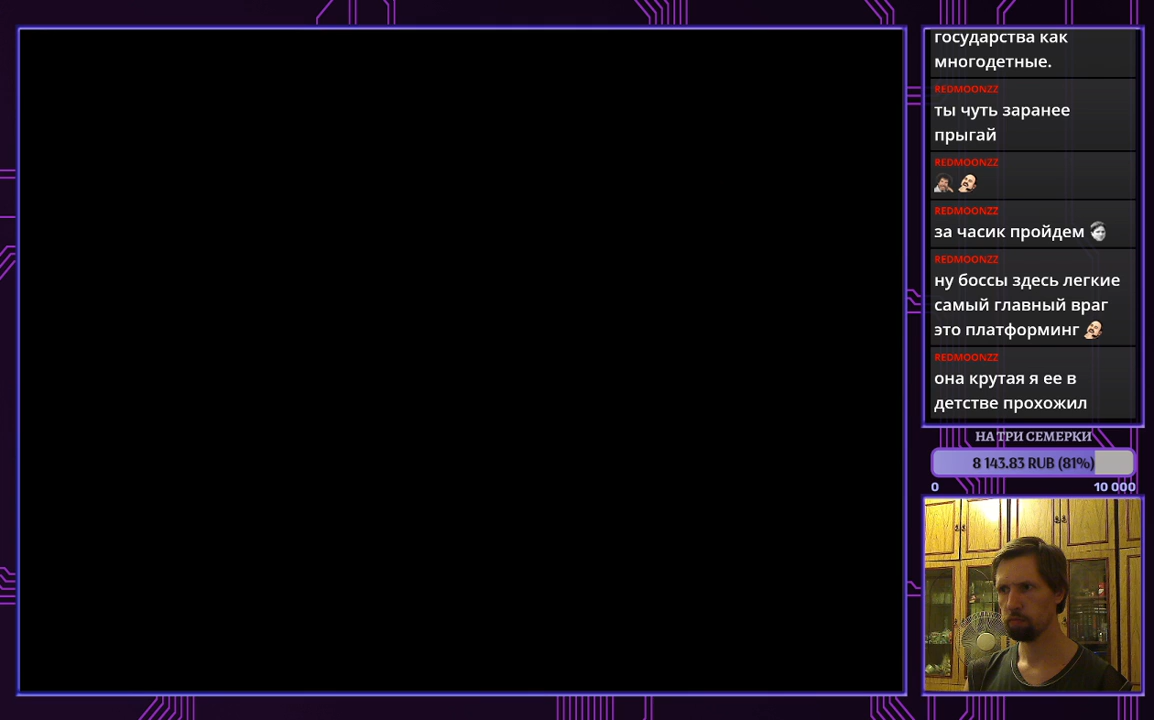 государства как
многодетные.
REDMOONZZ
ты чуть заранее
прыгай
REDMOONZZ
REDMOONZZ
за часик пройдем
REDMOONZZ
ну боссы здесь легкие
самый главный враг
это платформинг
REDMOONZZ
она крутая я ее в
детстве прохожил
НА ТРИ СЕМЕРКИ
8 143.83 RUB (81%)
0 10 000